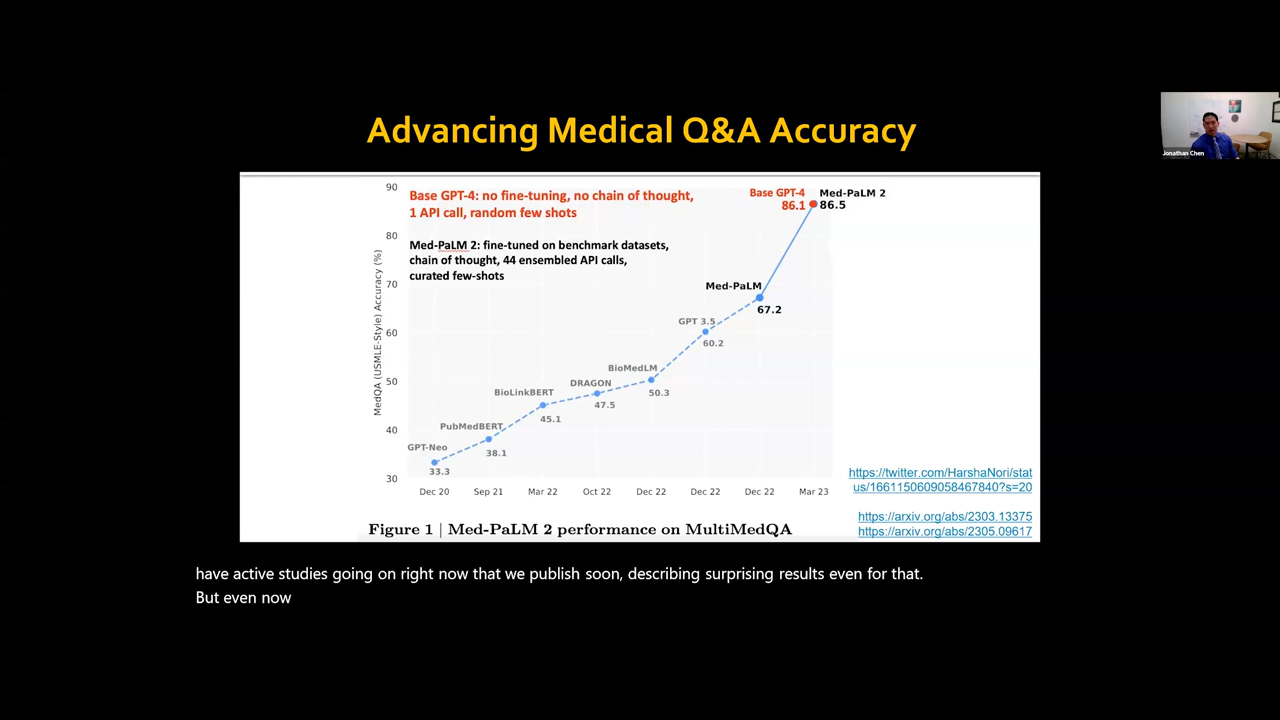 Advancing Medical Q&A Accuracy
Jonathan Chen
Base GPT-4: no fine-tuning, no chain of thought,
1 API call, random few shots
Med-PaLM 2: fine-tuned on benchmark datasets,
chain of thought, 44 ensembled API calls,
curated few-shots
MedQA (USMLE-Style) Accuracy (%)
90
80
70
60
50
40
30
Base GPT-4
86.1
Med-PaLM 2
86.5
Med-PaLM
67.2
GPT 3.5
60.2
BioMedLM
50.3
DRAGON
47.5
BioLinkBERT
45.1
PubMedBERT
38.1
GPT-Neo
33.3
Dec 20 Sep 21 Mar 22 Oct 22 Dec 22 Dec 22 Dec 22 Mar 23
https://twitter.com/HarshaNori/stat
us/1661150609058467840?s=20
https://arxiv.org/abs/2303.13375
https://arxiv.org/abs/2305.09617
Figure 1 | Med-PaLM 2 performance on MultiMedQA
have active studies going on right now that we publish soon, describing surprising results even for that.
But even now